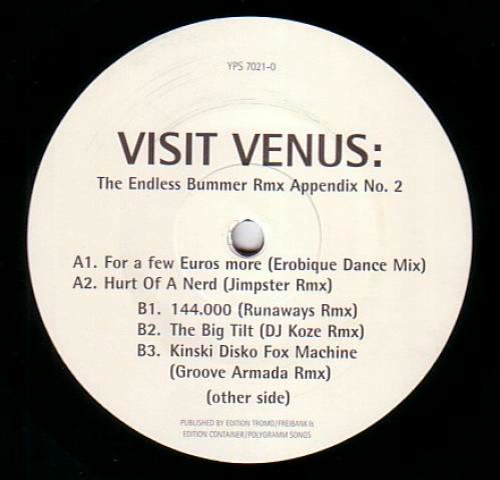 YPS 7021-0
VISIT VENUS:
The Endless Bummer Rmx Appendix No. 2
A1. For a few Euros more (Erobique Dance Mix)
A2. Hurt Of A Nerd (Jimpster Rmx)
B1. 144.000 (Runaways Rmx)
B2. The Big Tilt (DJ Koze Rmx)
B3. Kinski Disko Fox Machine
(Groove Armada Rmx)
(other side)
PUBLISHED BY EDITION TROMO/FREIBANK &
EDITION CONTAINER/POLYGRAMM SONGS